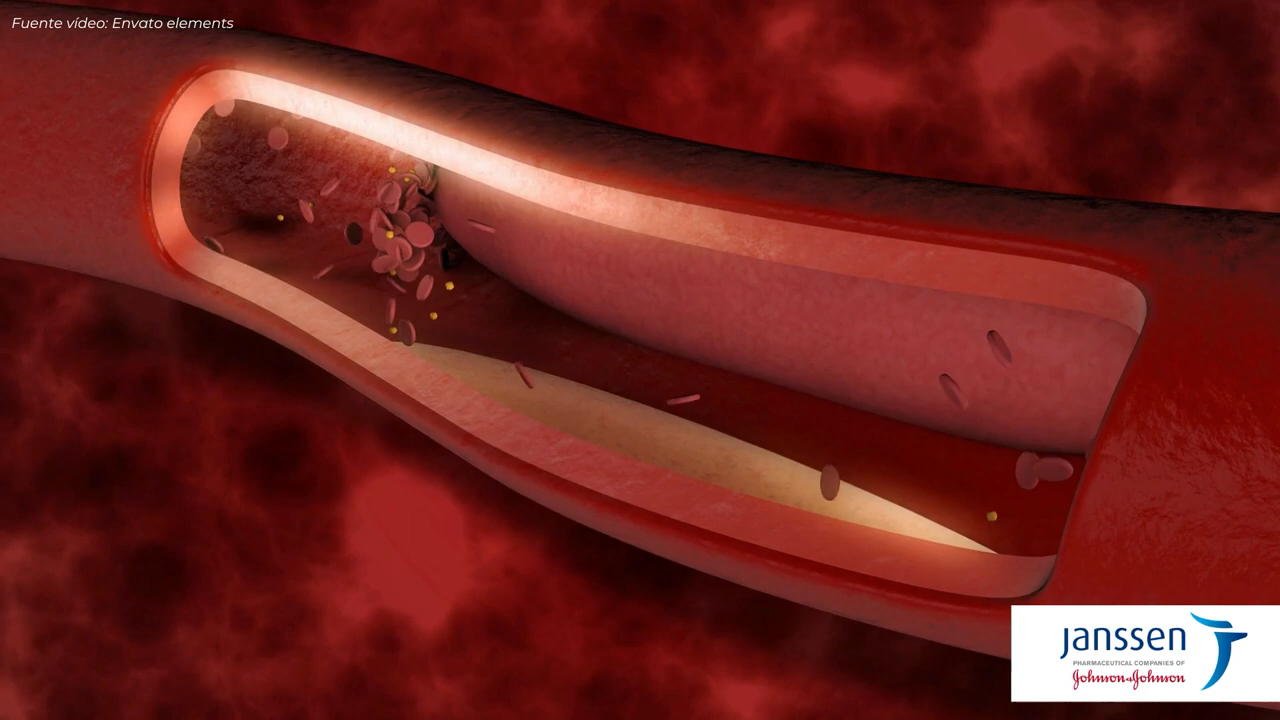 Fuente vídeo: Envato elements
janssen
PHARMACEUTICAL COMPANIES OF
Johnson & Johnson